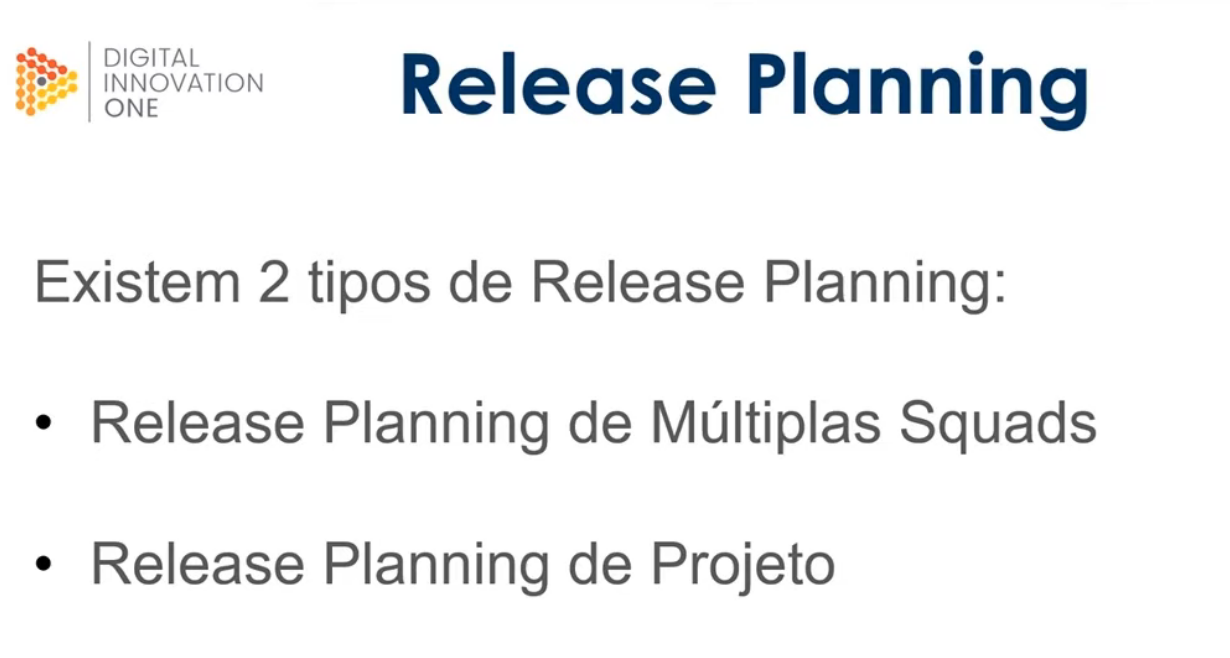 DIGITAL
INNOVATION
ONE
Release Planning
Existem 2 tipos de Release Planning:
• Release Planning de Múltiplas Squads
• Release Planning de Projeto